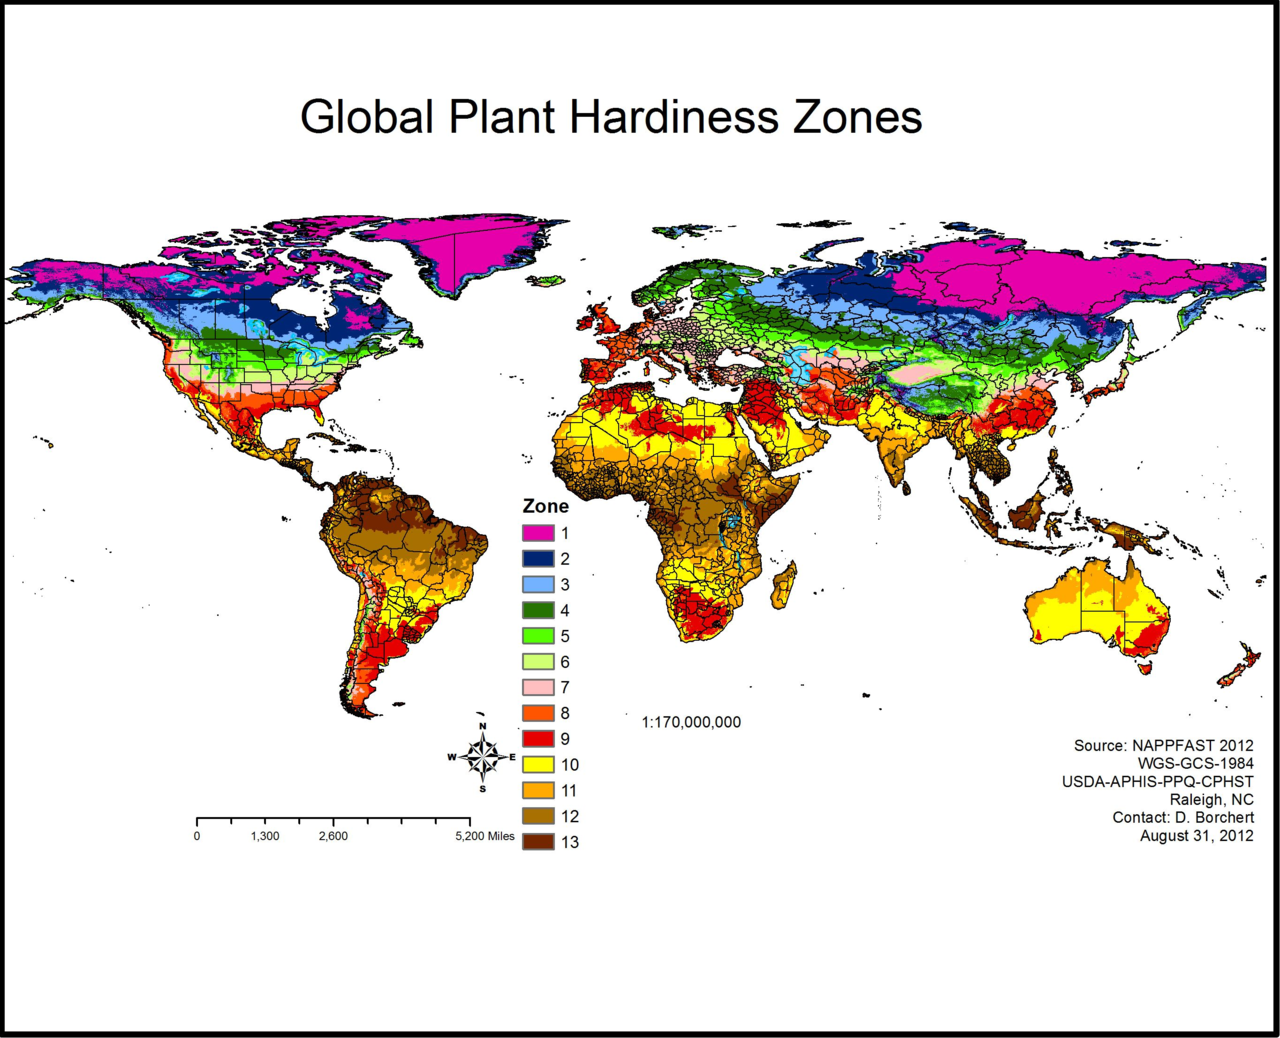 Global Plant Hardiness Zones
Zone
1
2
3
4
5
6
7
8
9
10
11
12
13
1:170,000,000
N
W E
S
0 1,300 2,600 5,200 Miles
Source: NAPPFAST 2012
WGS-GCS-1984
USDA-APHIS-PPQ-CPHST
Raleigh, NC
Contact: D. Borchert
August 31, 2012